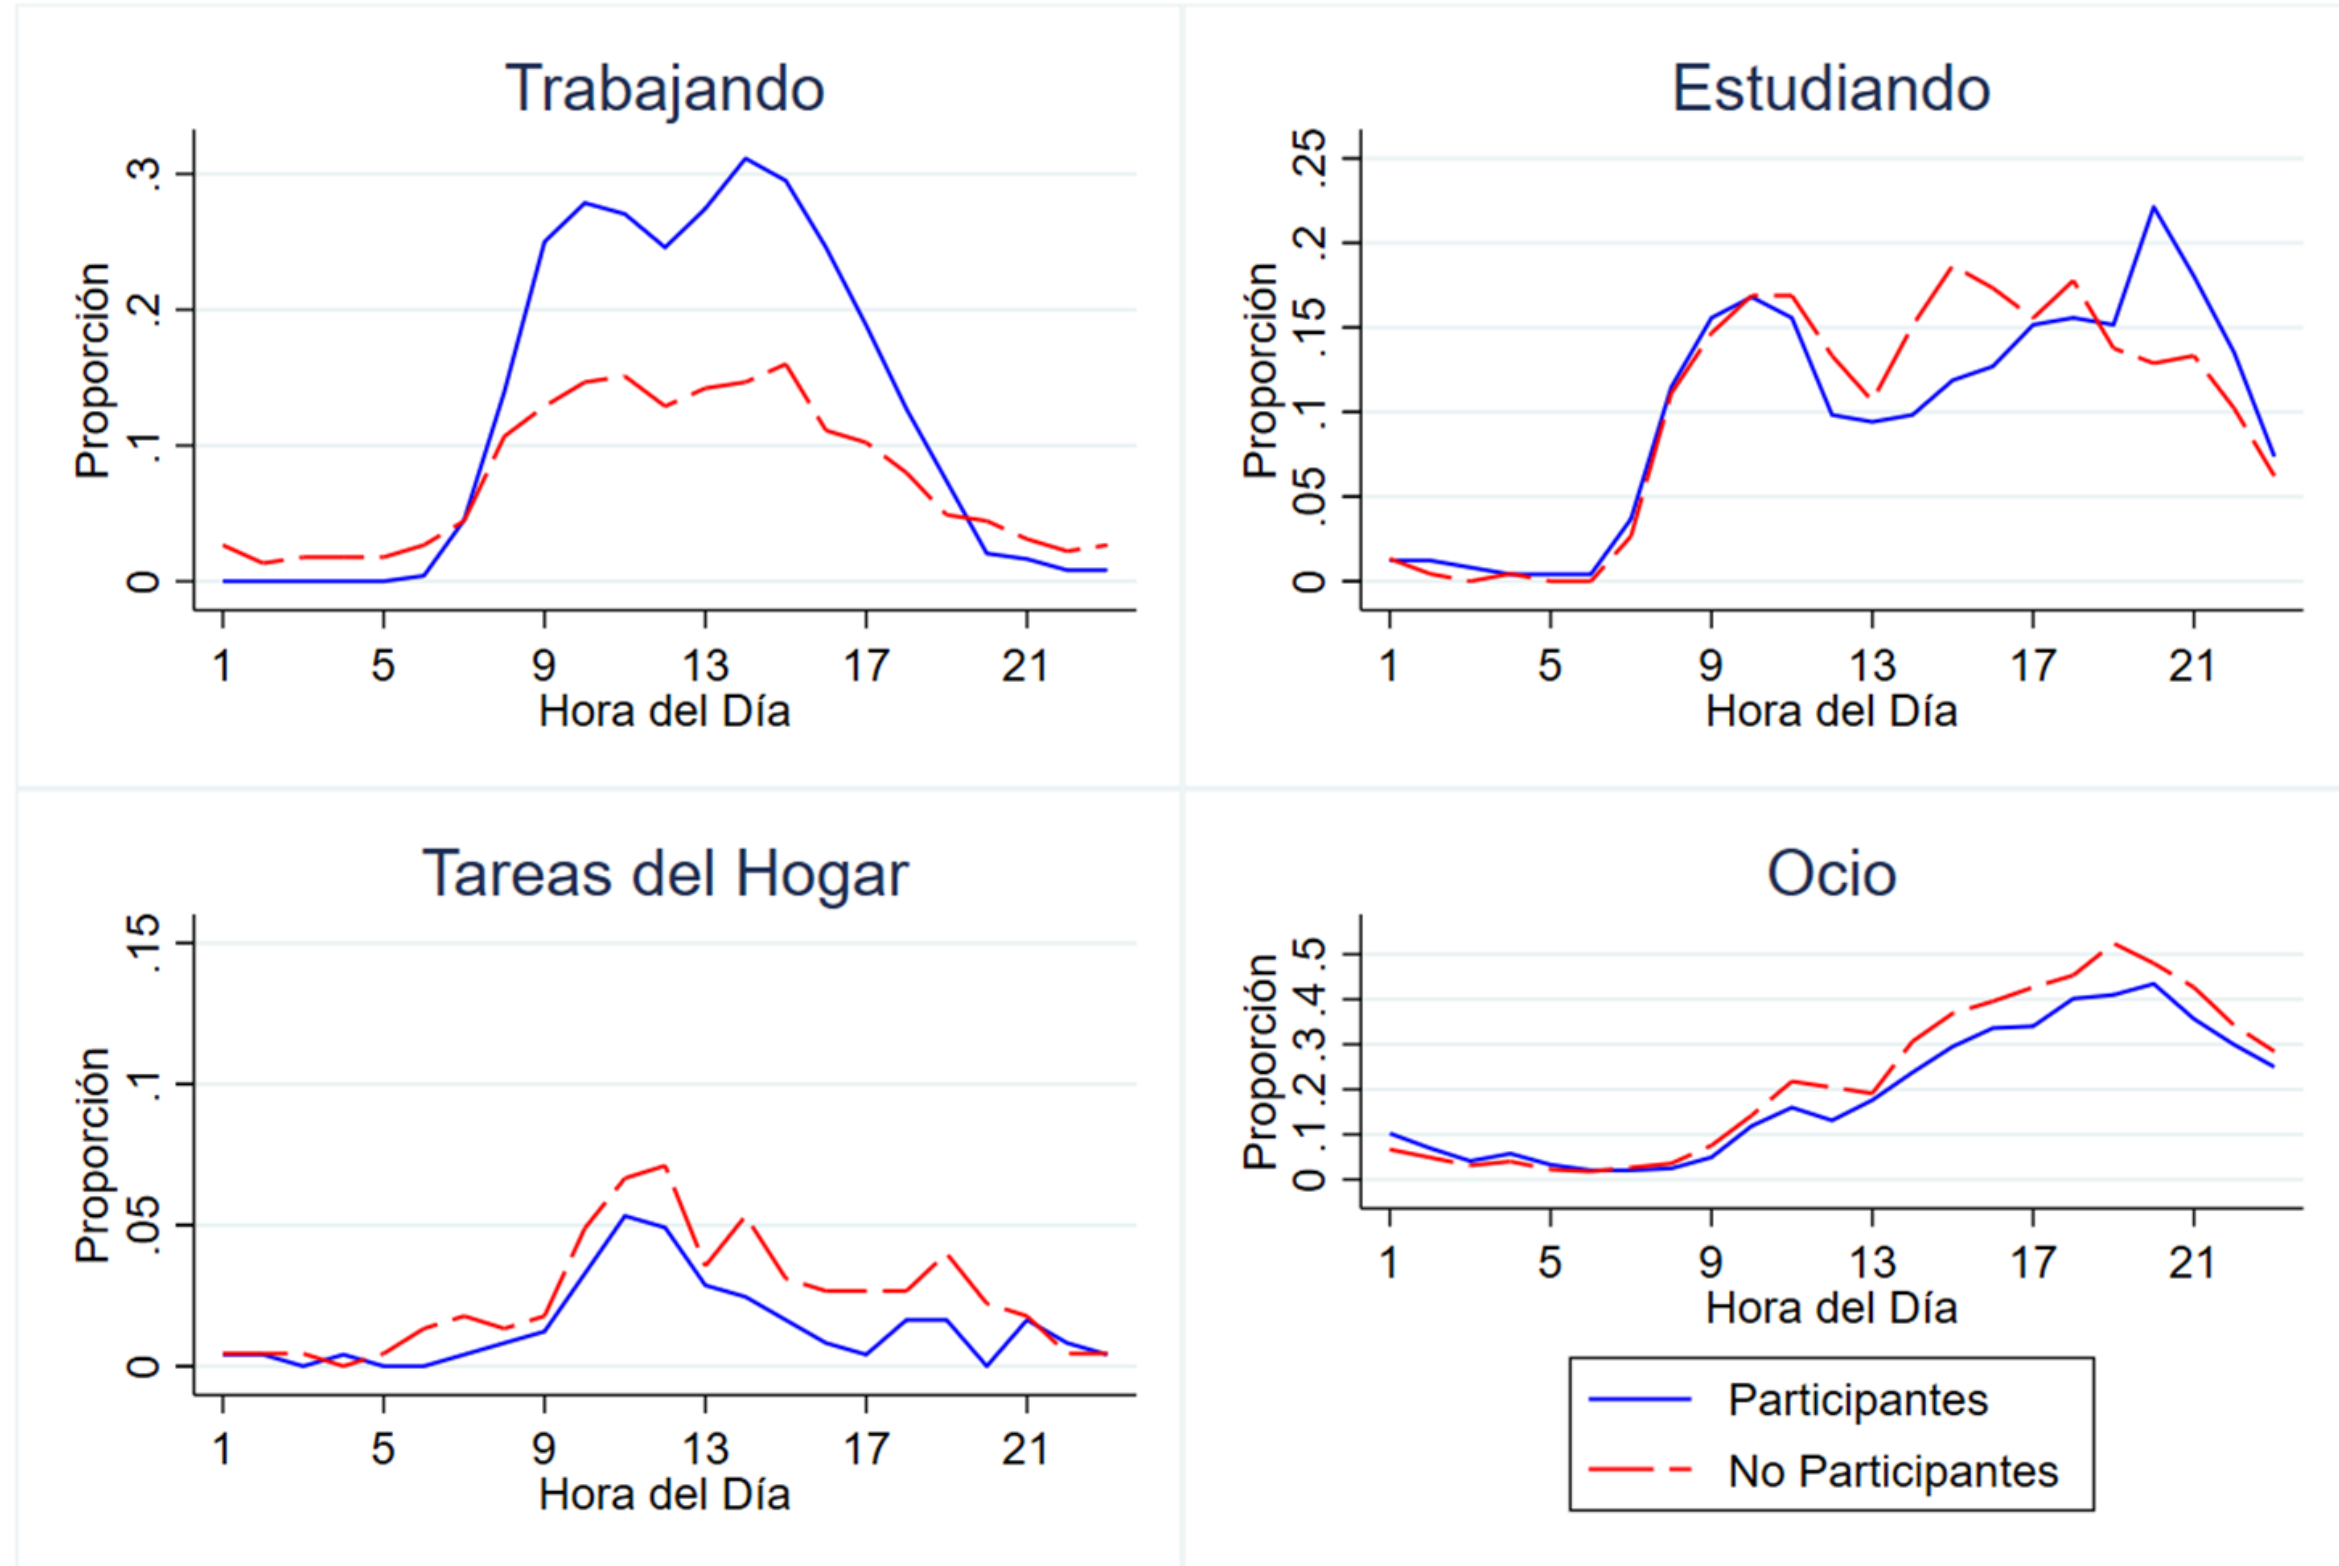 Trabajando
Proporción
.3
.2
.1
0
1 5 9 13 17 21
Hora del Día
Estudiando
Proporción
.25
.2
.15
.1
.05
0
1 5 9 13 17 21
Hora del Día
Tareas del Hogar
Proporción
.15
.1
.05
0
1 5 9 13 17 21
Hora del Día
Ocio
Proporción
.5
.4
.3
.2
.1
0
1 5 9 13 17 21
Hora del Día
Participantes
No Participantes